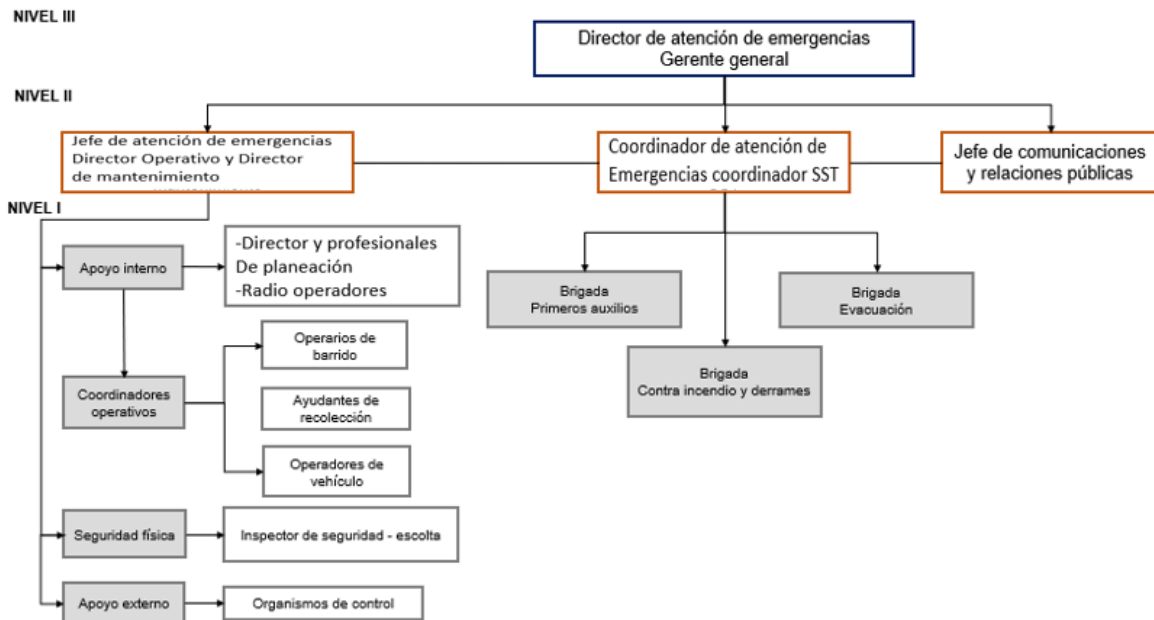 NIVEL III
Director de atención de emergencias
Gerente general
NIVEL II
Jefe de atención de emergencias
Director Operativo y Director
de mantenimiento
Coordinador de atención de
Emergencias coordinador SST
Jefe de comunicaciones
y relaciones públicas
NIVEL I
Apoyo interno
-Director y profesionales
De planeación
-Radio operadores
Brigada
Primeros auxilios
Brigada
Evacuación
Brigada
Contra incendio y derrames
Coordinadores
operativos
Operarios de
barrido
Ayudantes de
recolección
Operadores de
vehículo
Seguridad física
Inspector de seguridad - escolta
Apoyo externo
Organismos de control